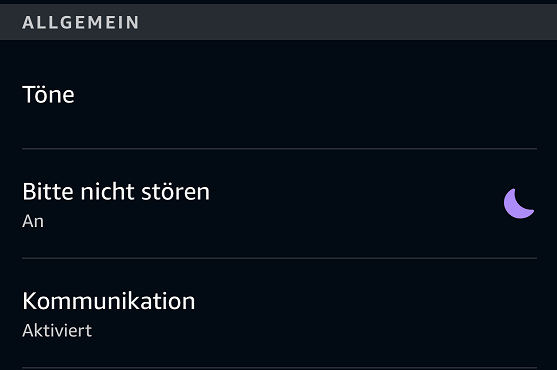 ALLGEMEIN
Töne
Bitte nicht stören
An
Kommunikation
Aktiviert